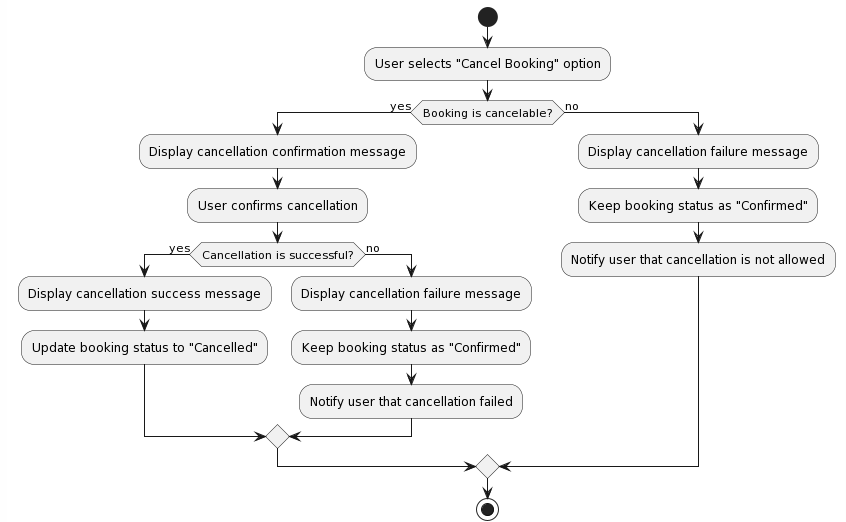 User selects "Cancel Booking" option
yes
Booking is cancelable?
no
Display cancellation confirmation message
Display cancellation failure message
User confirms cancellation
Keep booking status as "Confirmed"
yes
Cancellation is successful?
no
Notify user that cancellation is not allowed
Display cancellation success message
Display cancellation failure message
Update booking status to "Cancelled"
Keep booking status as "Confirmed"
Notify user that cancellation failed